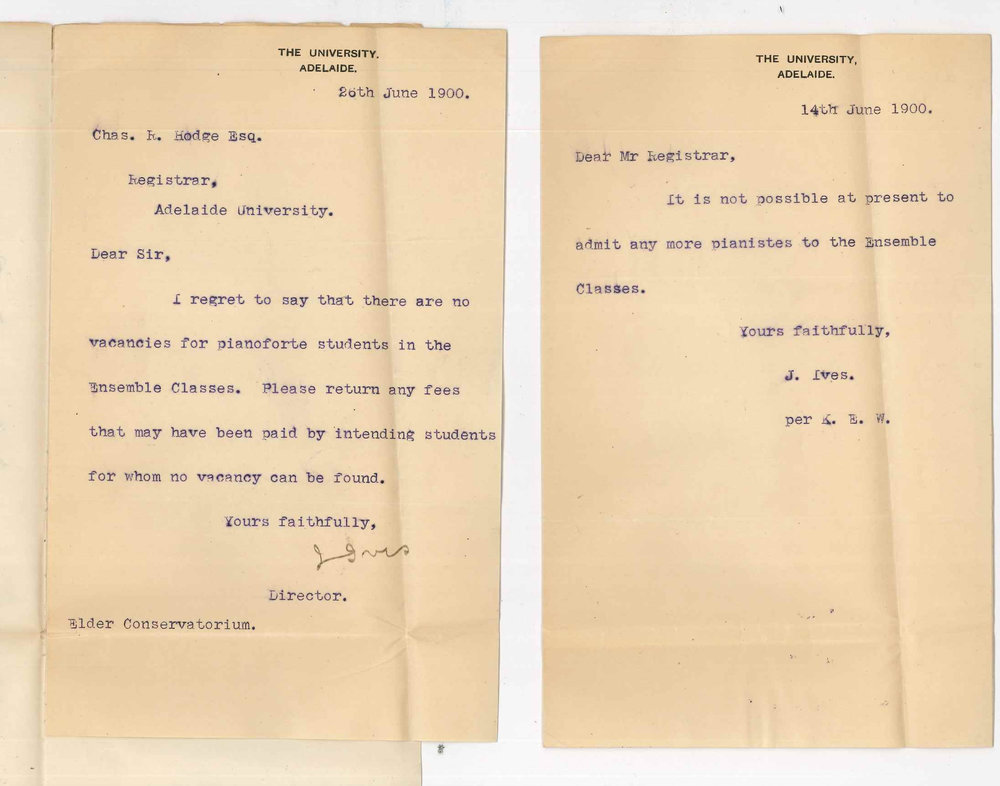 THE UNIVERSITY.
ADELAIDE.
26th June 1900.
Chas. R. Hodge Esq.
Registrar,
Adelaide University.
Dear Sir,
I regret to say that there are no
vacancies for pianoforte students in the
Ensemble Classes. Please return any fees
that may have been paid by intending students
for whom no vacancy can be found.
Yours faithfully,
J Ives
Director.
Elder Conservatorium.
THE UNIVERSITY,
ADELAIDE.
14th June 1900.
Dear Mr Registrar,
It is not possible at present to
admit any more pianistes to the Ensemble
Classes.
Yours faithfully,
J. Ives.
per K. E. W.